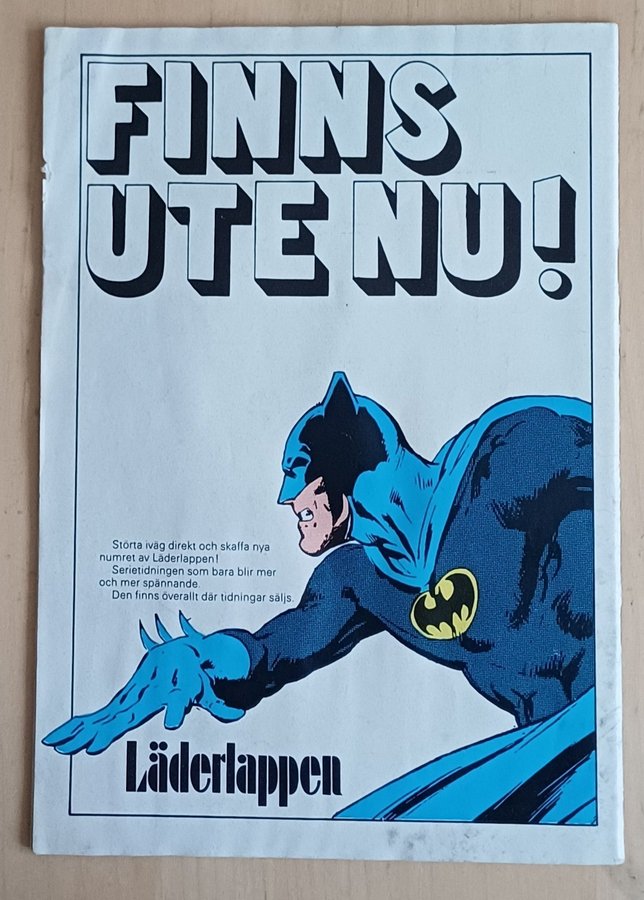 FINNS
UTE NU!
Störta iväg direkt och skaffa nya
numret av Läderlappen!
Serietidningen som bara blir mer
och mer spännande.
Den finns överallt där tidningar säljs.
Läderlappen